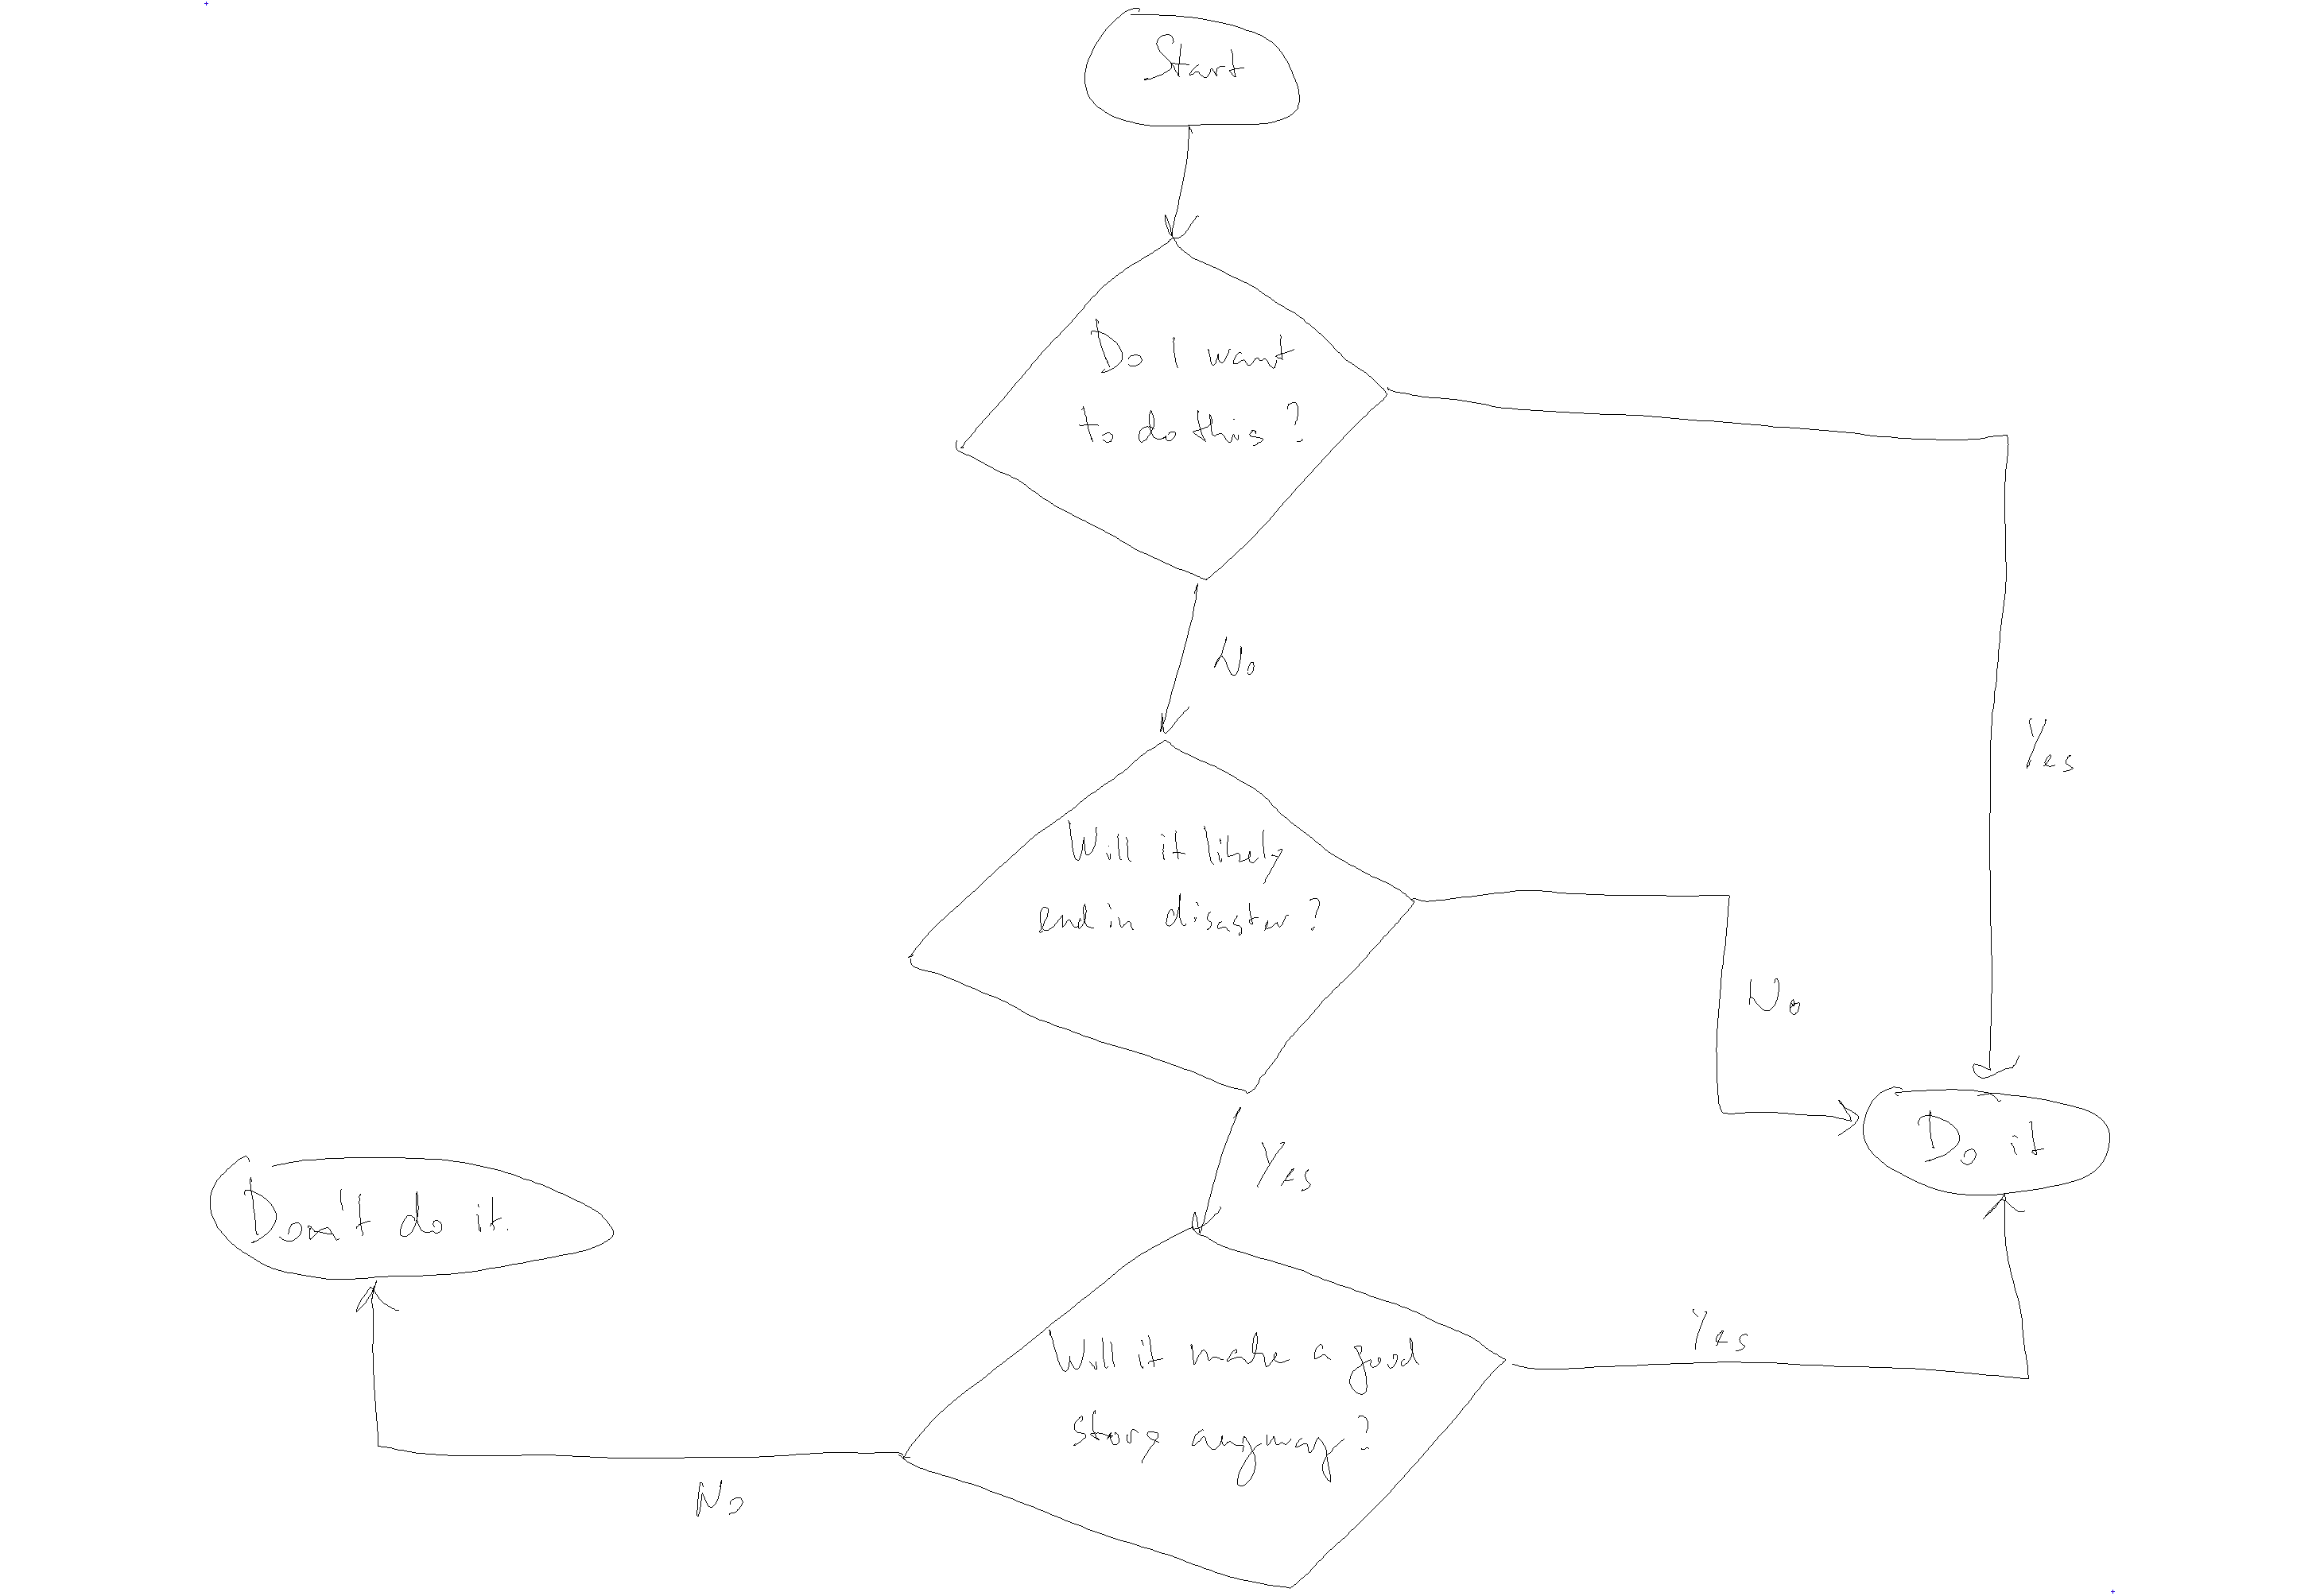 Start
Do I want
to do this?
No
Yes
Will it likely
end in disaster?
No
Yes
Do it
Don't do it.
Will it make a good
story anyway?
Yes
No